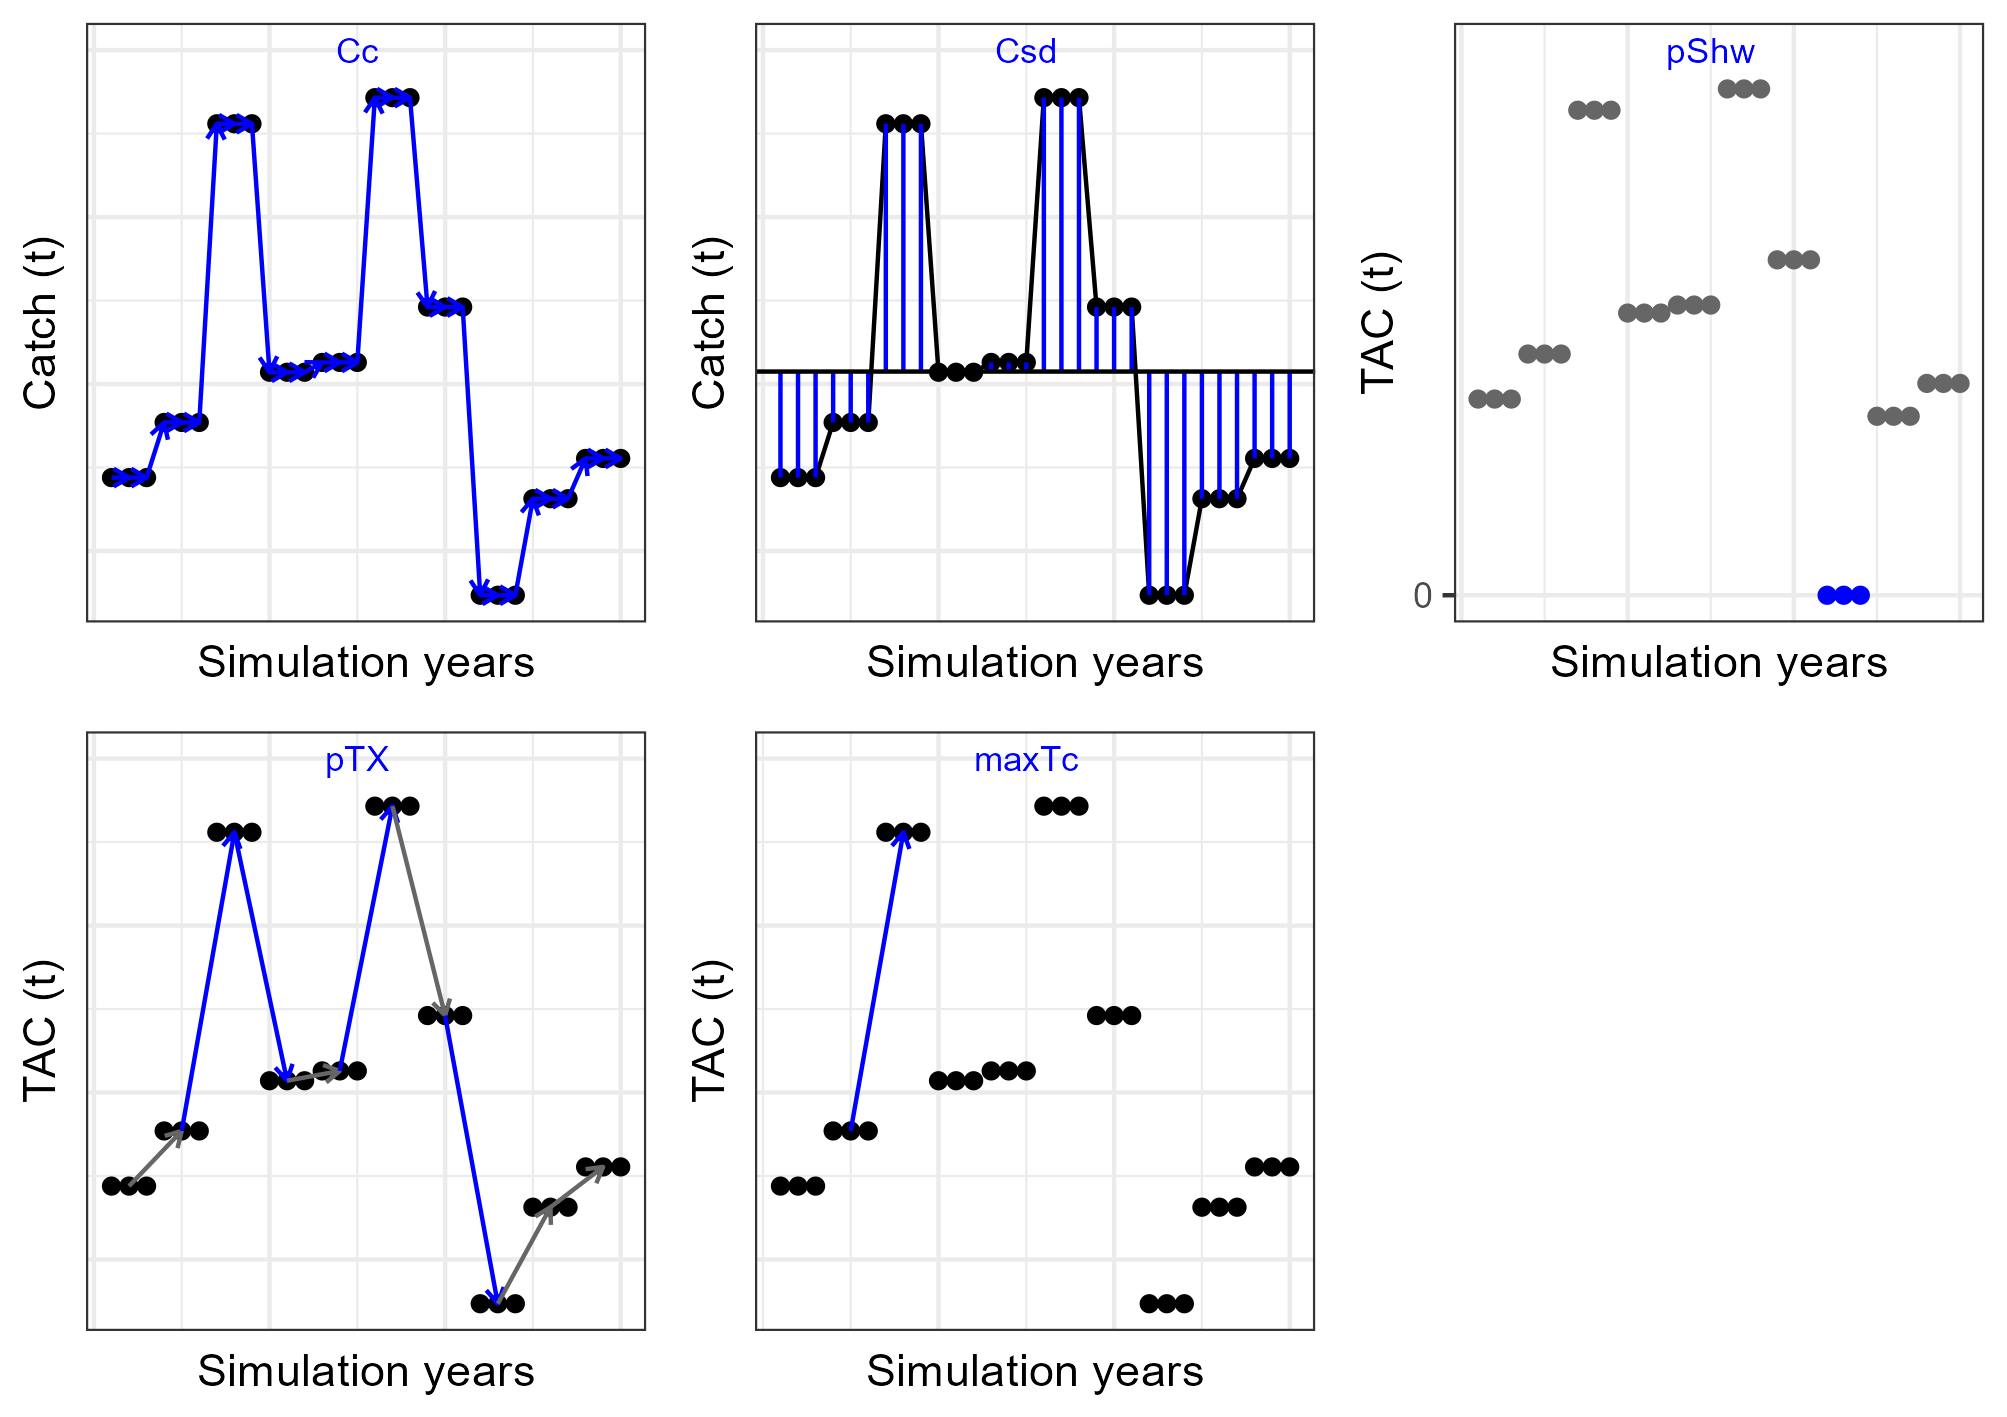 Cc
Catch (t)
Simulation years
Csd
Catch (t)
Simulation years
pShw
TAC (t)
0
Simulation years
pTX
TAC (t)
Simulation years
maxTc
TAC (t)
Simulation years